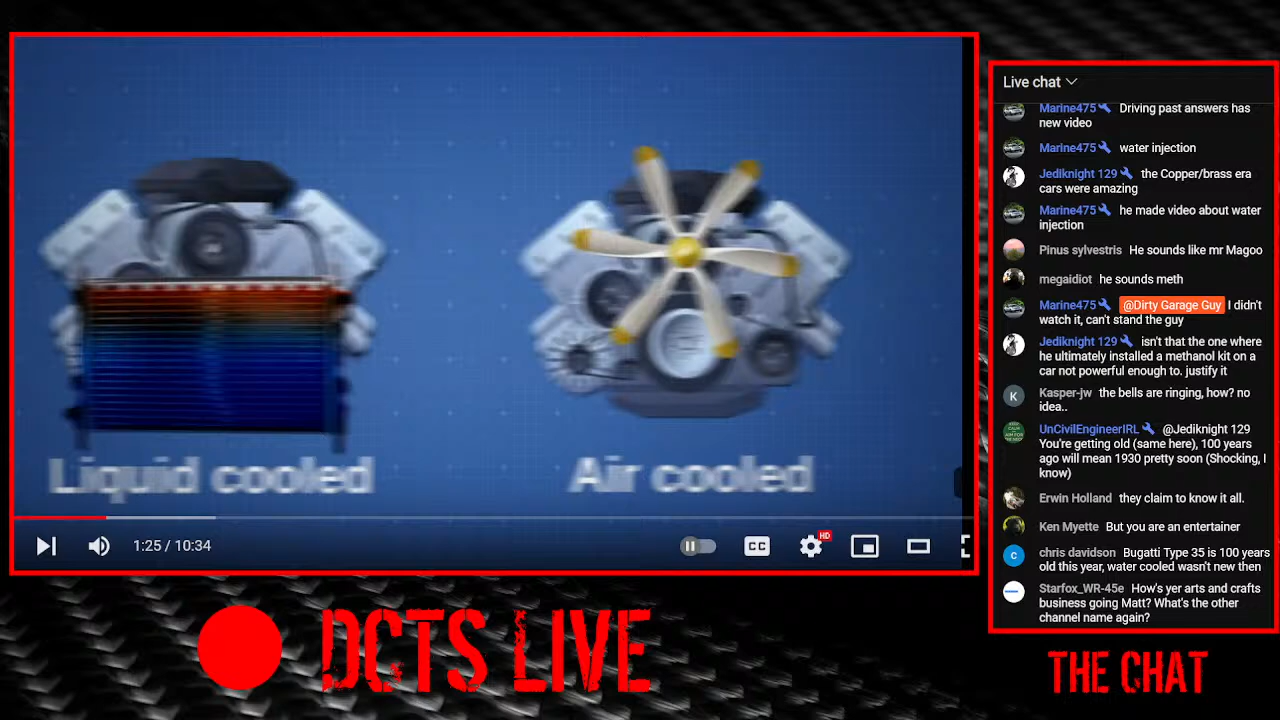 Liquid cooled
Air cooled
1:25 / 10:34
CC
HD
DCTS LIVE
Live chat
Marine475 Driving past answers has
new video
Marine475 water injection
Jediknight 129 the Copper/brass era
cars were amazing
Marine475 he made video about water
injection
Pinus sylvestris He sounds like mr Magoo
megaidiot he sounds meth
Marine475 @Dirty Garage Guy I didn't
watch it, can't stand the guy
Jediknight 129 isn't that the one where
he ultimately installed a methanol kit on a
car not powerful enough to. justify it
K
Kasper-jw the bells are ringing, how? no
idea..
UnCivilEngineerIRL @Jediknight 129
You're getting old (same here), 100 years
ago will mean 1930 pretty soon (Shocking, I
know)
Erwin Holland they claim to know it all.
Ken Myette But you are an entertainer
c
chris davidson Bugatti Type 35 is 100 years
old this year, water cooled wasn't new then
Starfox_WR-45e How's yer arts and crafts
business going Matt? What's the other
channel name again?
THE CHAT